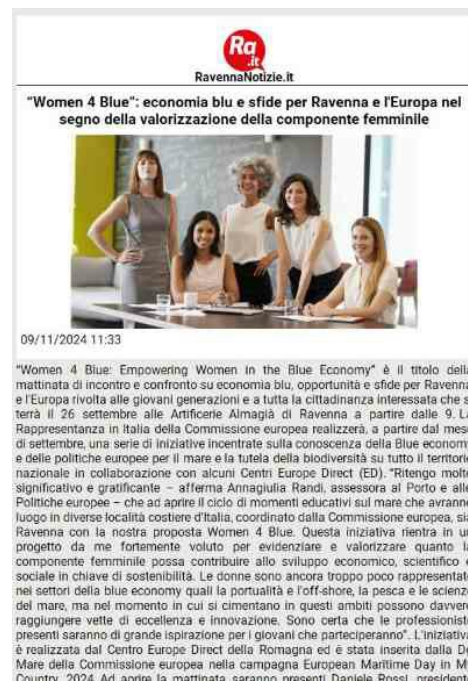 Ra
.it
RavennaNotizie.it
"Women 4 Blue": economia blu e sfide per Ravenna e l'Europa nel
segno della valorizzazione della componente femminile
09/11/2024 11:33
"Women 4 Blue: Empowering Women in the Blue Economy" è il titolo della
mattinata di incontro e confronto su economia blu, opportunità e sfide per Ravenna
e l'Europa rivolta alle giovani generazioni e a tutta la cittadinanza interessata che s
terrà il 26 settembre alle Artificerie Almagià di Ravenna a partire dalle 9. La
Rappresentanza in Italia della Commissione europea realizzerà, a partire dal mese
di settembre, una serie di iniziative incentrate sulla conoscenza della Blue economy
e delle politiche europee per il mare e la tutela della biodiversità su tutto il territorio
nazionale in collaborazione con alcuni Centri Europe Direct (ED). "Ritengo molto
significativo e gratificante – afferma Annagiulia Randi, assessora al Porto e alle
Politiche europee – che ad aprire il ciclo di momenti educativi sul mare che avranno
luogo in diverse località costiere d'Italia, coordinato dalla Commissione europea, sia
Ravenna con la nostra proposta Women 4 Blue. Questa iniziativa rientra in un
progetto da me fortemente voluto per evidenziare e valorizzare quanto la
componente femminile possa contribuire allo sviluppo economico, scientifico e
sociale in chiave di sostenibilità. Le donne sono ancora troppo poco rappresentate
nei settori della blue economy quali la portualità e l'off-shore, la pesca e le scienze
del mare, ma nel momento in cui si cimentano in questi ambiti possono davvero
raggiungere vette di eccellenza e innovazione. Sono certa che le professioniste
presenti saranno di grande ispirazione per i giovani che parteciperanno". L'iniziativa
è realizzata dal Centro Europe Direct della Romagna ed è stata inserita dalla DG
Mare della Commissione europea nella campagna European Maritime Day in My
Country 2024. Ad aprire la mattinata saranno presenti Daniele Rossi, presidente